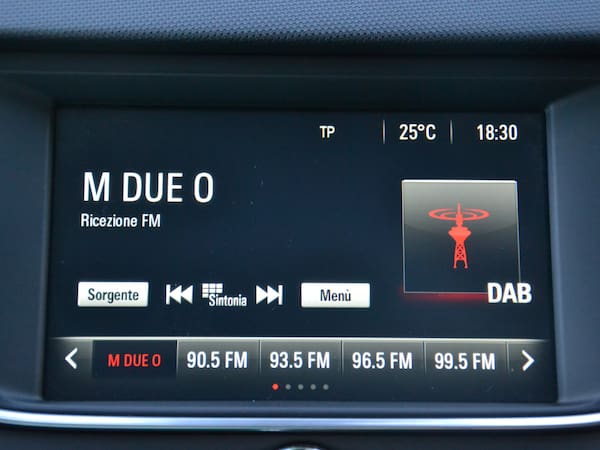 TP 25°C 18:30
M DUE O
Ricezione FM
DAB
Sorgente Sintonia Menù
M DUE O 90.5 FM 93.5 FM 96.5 FM 99.5 FM